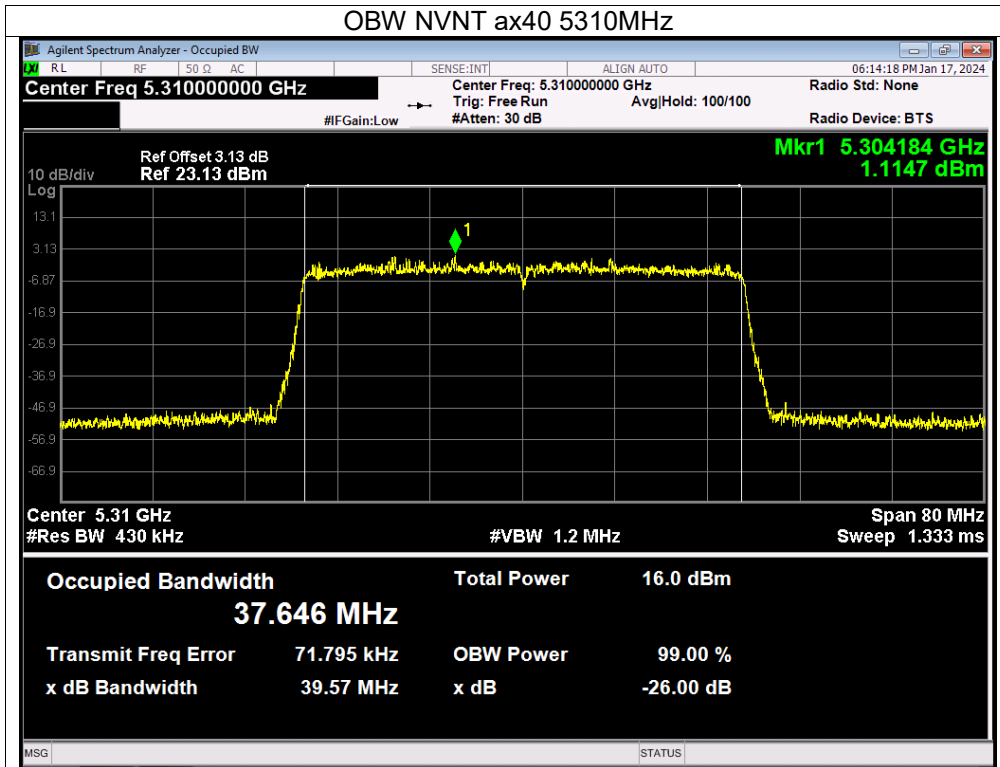 OBW NVNT ax40 5310MHz
Agilent Spectrum Analyzer - Occupied BW
LXI RL RF 50 Ω AC SENSE:INT ALIGN AUTO 06:14:18 PM Jan 17, 2024
Center Freq 5.310000000 GHz Center Freq: 5.310000000 GHz Radio Std: None
Trig: Free Run Avg|Hold: 100/100
#IFGain:Low #Atten: 30 dB Radio Device: BTS
Mkr1 5.304184 GHz
1.1147 dBm
Ref Offset 3.13 dB
10 dB/div Ref 23.13 dBm
Log
13.1
1
3.13
-6.87
-16.9
-26.9
-36.9
-46.9
-56.9
-66.9
Center 5.31 GHz Span 80 MHz
#Res BW 430 kHz #VBW 1.2 MHz Sweep 1.333 ms
Occupied Bandwidth Total Power 16.0 dBm
37.646 MHz
Transmit Freq Error 71.795 kHz OBW Power 99.00 %
x dB Bandwidth 39.57 MHz x dB -26.00 dB
MSG STATUS